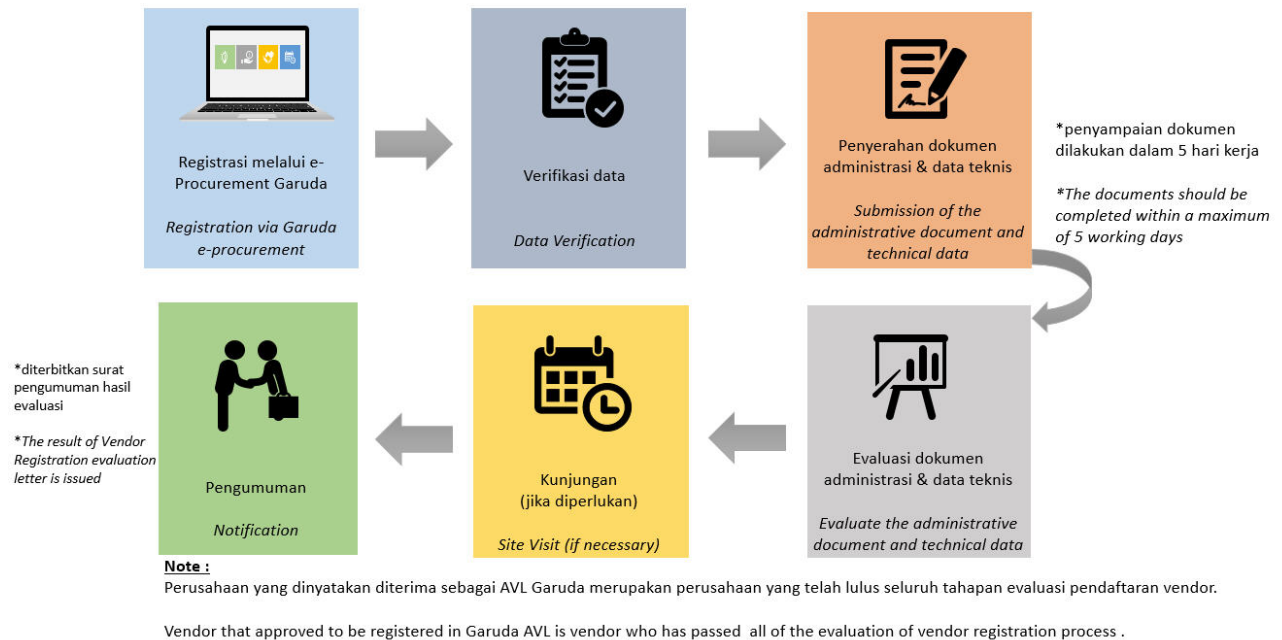 Registrasi melalui e-
Procurement Garuda
Registration via Garuda
e-procurement
Verifikasi data
Data Verification
Penyerahan dokumen
administrasi & data teknis
Submission of the
administrative document and
technical data
*penyampaian dokumen
dilakukan dalam 5 hari kerja
*The documents should be
completed within a maximum
of 5 working days
Evaluasi dokumen
administrasi & data teknis
Evaluate the administrative
document and technical data
Kunjungan
(jika diperlukan)
Site Visit (if necessary)
Pengumuman
Notification
*diterbitkan surat
pengumuman hasil
evaluasi
*The result of Vendor
Registration evaluation
letter is issued
Note :
Perusahaan yang dinyatakan diterima sebagai AVL Garuda merupakan perusahaan yang telah lulus seluruh tahapan evaluasi pendaftaran vendor.
Vendor that approved to be registered in Garuda AVL is vendor who has passed all of the evaluation of vendor registration process .